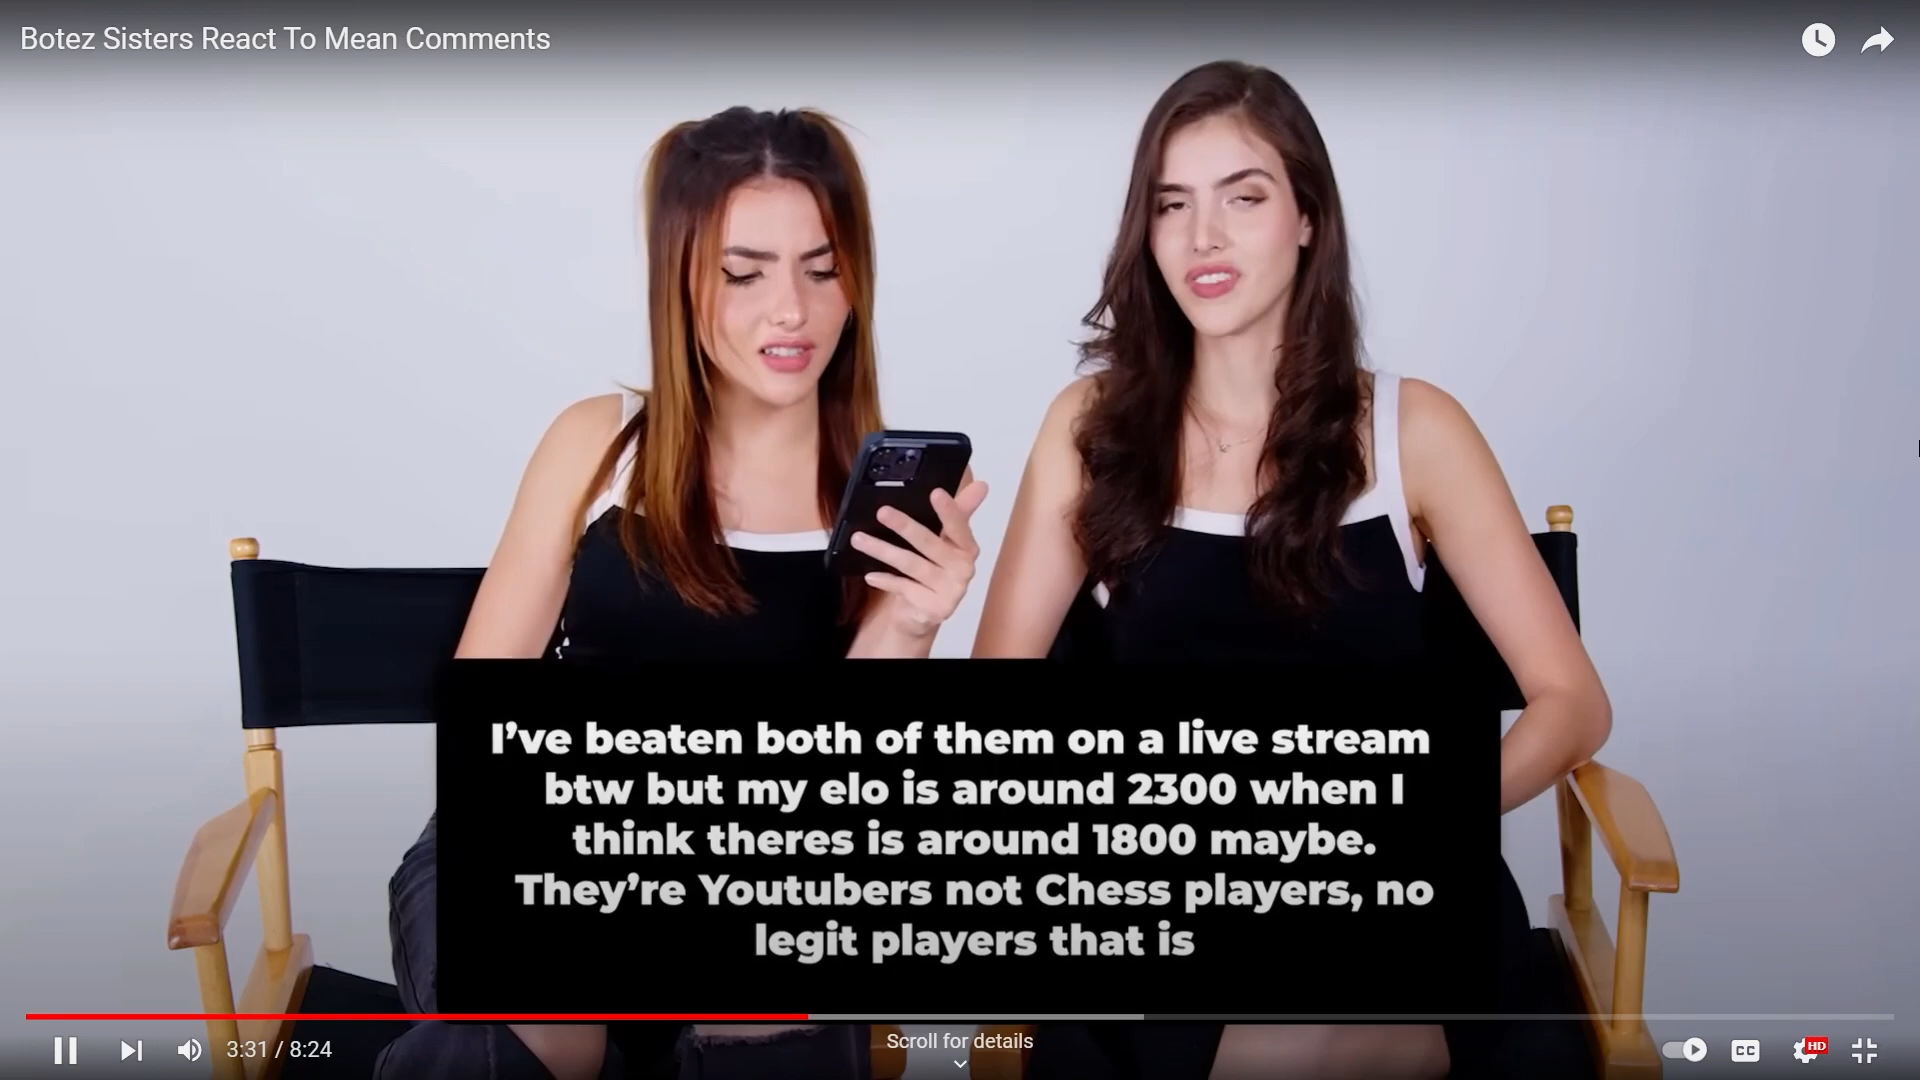 Botez Sisters React To Mean Comments
I've beaten both of them on a live stream
btw but my elo is around 2300 when I
think theres is around 1800 maybe.
They're Youtubers not Chess players, no
legit players that is
Scroll for details
3:31 / 8:24
CC
HD